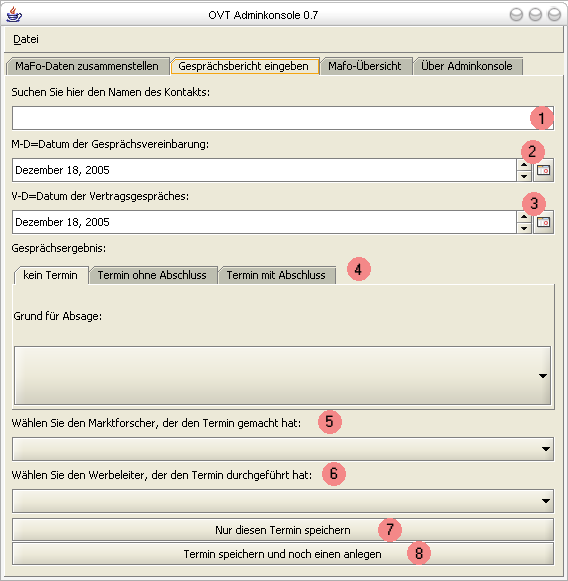 OVT Adminkonsole 0.7
Datei
MaFo-Daten zusammenstellen Gesprächsbericht eingeben Mafo-Übersicht Über Adminkonsole
Suchen Sie hier den Namen des Kontakts:
1
M-D=Datum der Gesprächsvereinbarung:
2
Dezember 18, 2005
V-D=Datum der Vertragsgespräches:
3
Dezember 18, 2005
Gesprächsergebnis:
kein Termin Termin ohne Abschluss Termin mit Abschluss 4
Grund für Absage:
Wählen Sie den Marktforscher, der den Termin gemacht hat: 5
Wählen Sie den Werbeleiter, der den Termin durchgeführt hat: 6
Nur diesen Termin speichern 7
Termin speichern und noch einen anlegen 8